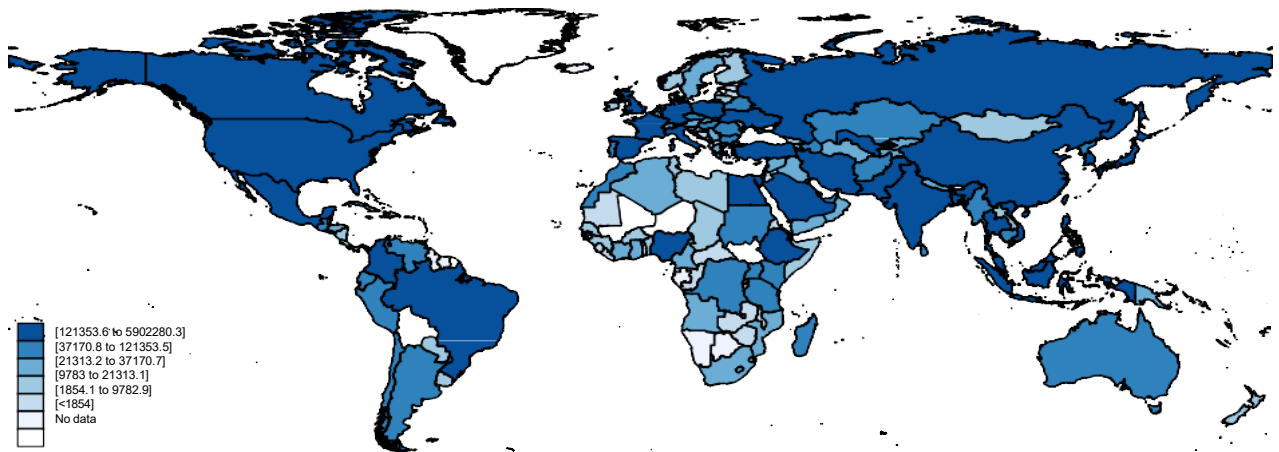 [121353.6 to 5902280.3]
[37170.8 to 121353.5]
[21313.2 to 37170.7]
[9783 to 21313.1]
[1854.1 to 9782.9]
[<1854]
No data